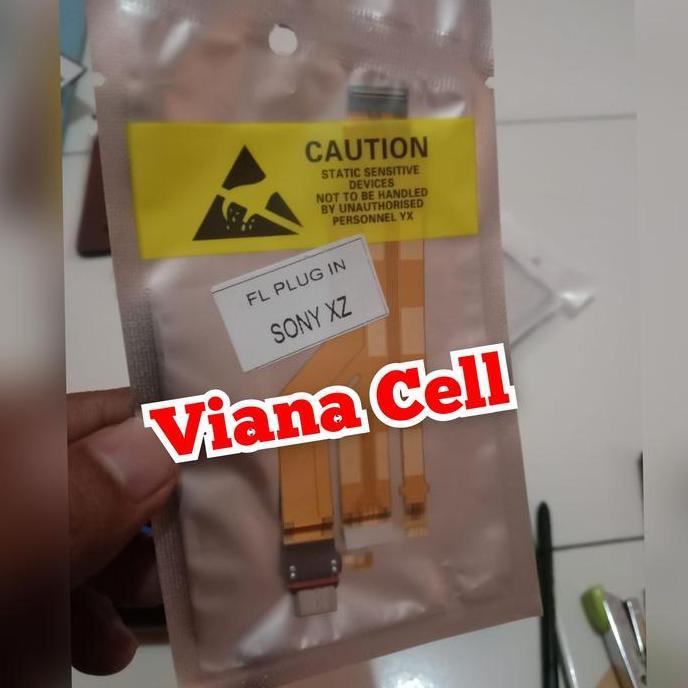 CAUTION
STATIC SENSITIVE
DEVICES
NOT TO BE HANDLED
BY UNAUTHORISED
PERSONNEL YX
FL PLUG IN
SONY XZ
Viana Cell